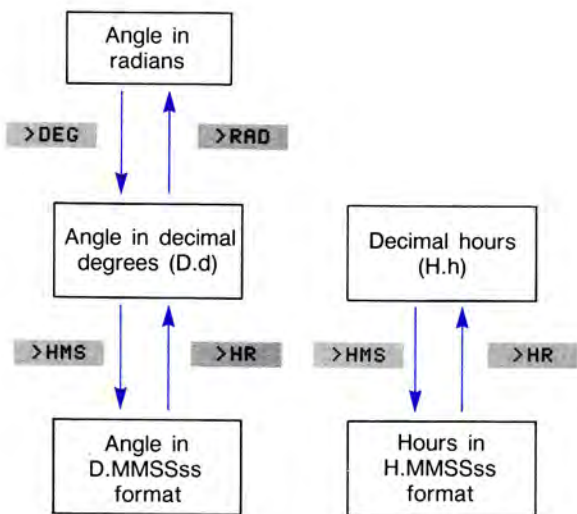 Angle in
radians
>DEG
>RAD
Angle in decimal
degrees (D.d)
Decimal hours
(H.h)
>HMS
>HR
>HMS
>HR
Angle in
D.MMSSss
format
Hours in
H.MMSSss
format